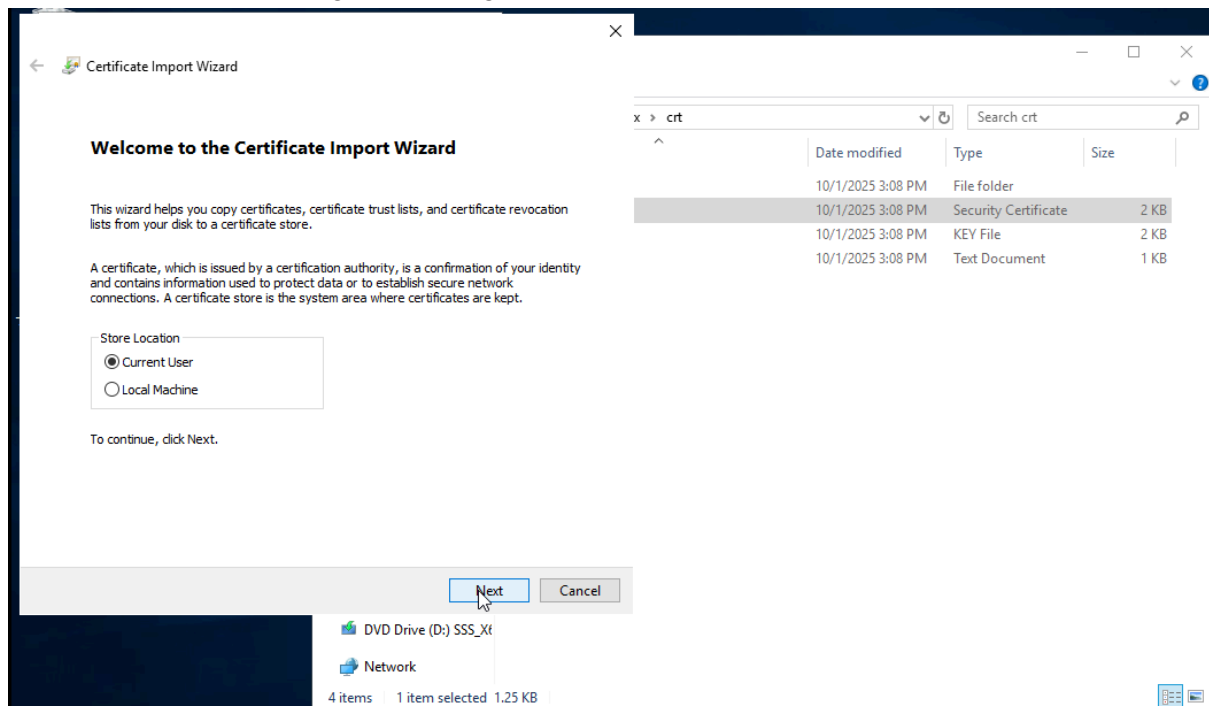 Certificate Import Wizard
Welcome to the Certificate Import Wizard
This wizard helps you copy certificates, certificate trust lists, and certificate revocation
lists from your disk to a certificate store.
A certificate, which is issued by a certification authority, is a confirmation of your identity
and contains information used to protect data or to establish secure network
connections. A certificate store is the system area where certificates are kept.
Store Location
Current User
Local Machine
To continue, click Next.
Next Cancel
x › crt Search crt
Date modified Type Size
10/1/2025 3:08 PM File folder
10/1/2025 3:08 PM Security Certificate 2 KB
10/1/2025 3:08 PM KEY File 2 KB
10/1/2025 3:08 PM Text Document 1 KB
DVD Drive (D:) SSS_X6
Network
4 items 1 item selected 1.25 KB